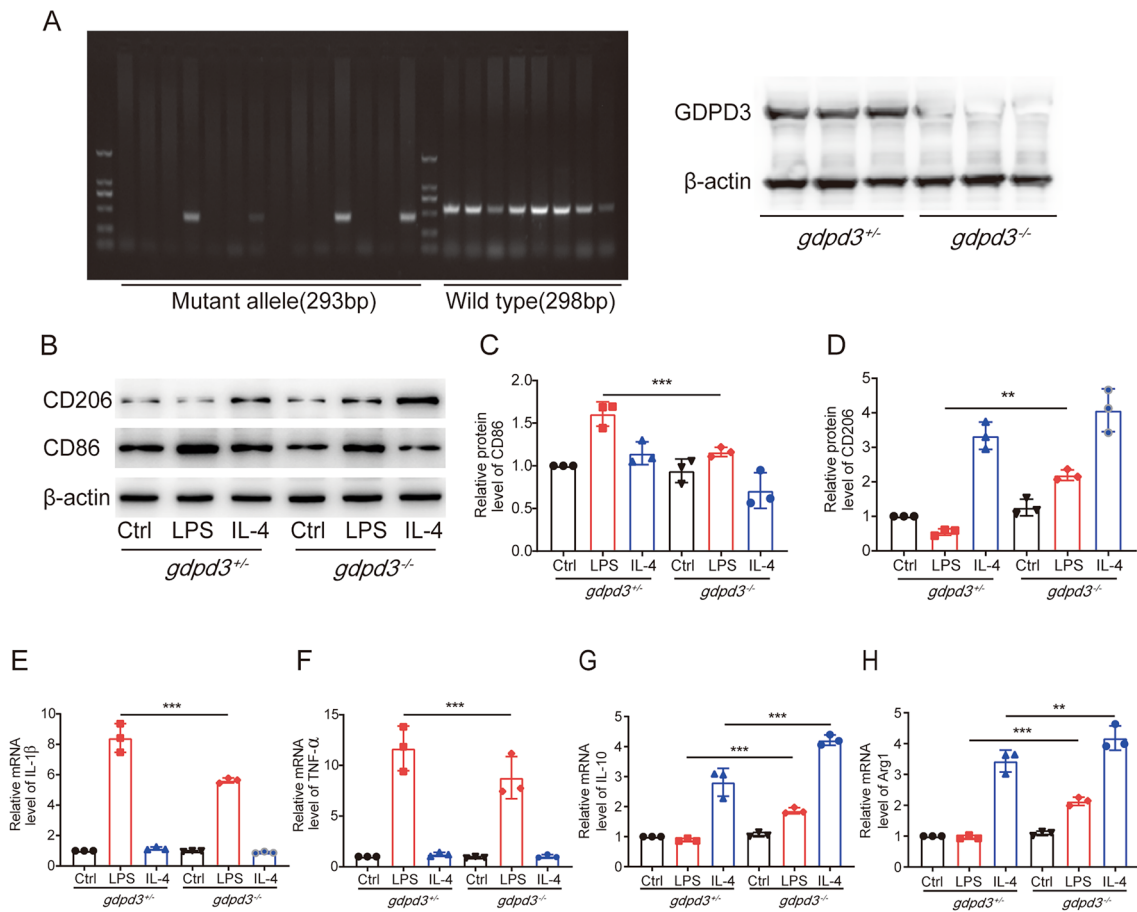 A
GDPD3
β-actin
gdpd3+/- gdpd3-/-
Mutant allele(293bp) Wild type(298bp)
B
CD206
CD86
β-actin
Ctrl LPS IL-4 Ctrl LPS IL-4
gdpd3+/- gdpd3-/-
C
Relative protein
level of CD86
2.0
1.5
1.0
0.5
0.0
***
Ctrl LPS IL-4 Ctrl LPS IL-4
gdpd3+/- gdpd3-/-
D
Relative protein
level of CD206
5
4
3
2
1
0
**
Ctrl LPS IL-4 Ctrl LPS IL-4
gdpd3+/- gdpd3-/-
E
Relative mRNA
level of IL-1β
10
8
6
4
2
0
***
Ctrl LPS IL-4 Ctrl LPS IL-4
gdpd3+/- gdpd3-/-
F
Relative mRNA
level of TNF-α
15
10
5
0
***
Ctrl LPS IL-4 Ctrl LPS IL-4
gdpd3+/- gdpd3-/-
G
Relative mRNA
level of IL-10
5
4
3
2
1
0
***
***
Ctrl LPS IL-4 Ctrl LPS IL-4
gdpd3+/- gdpd3-/-
H
Relative mRNA
level of Arg1
5
4
3
2
1
0
**
***
Ctrl LPS IL-4 Ctrl LPS IL-4
gdpd3+/- gdpd3-/-